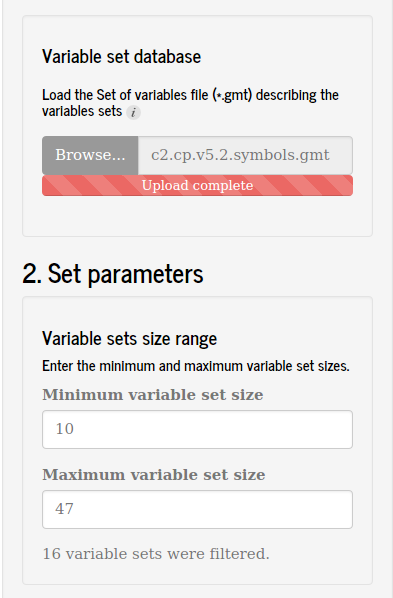 Variable set database
Load the Set of variables file (*.gmt) describing the
variables sets i
Browse... c2.cp.v5.2.symbols.gmt
Upload complete
2. Set parameters
Variable sets size range
Enter the minimum and maximum variable set sizes.
Minimum variable set size
10
Maximum variable set size
47
16 variable sets were filtered.